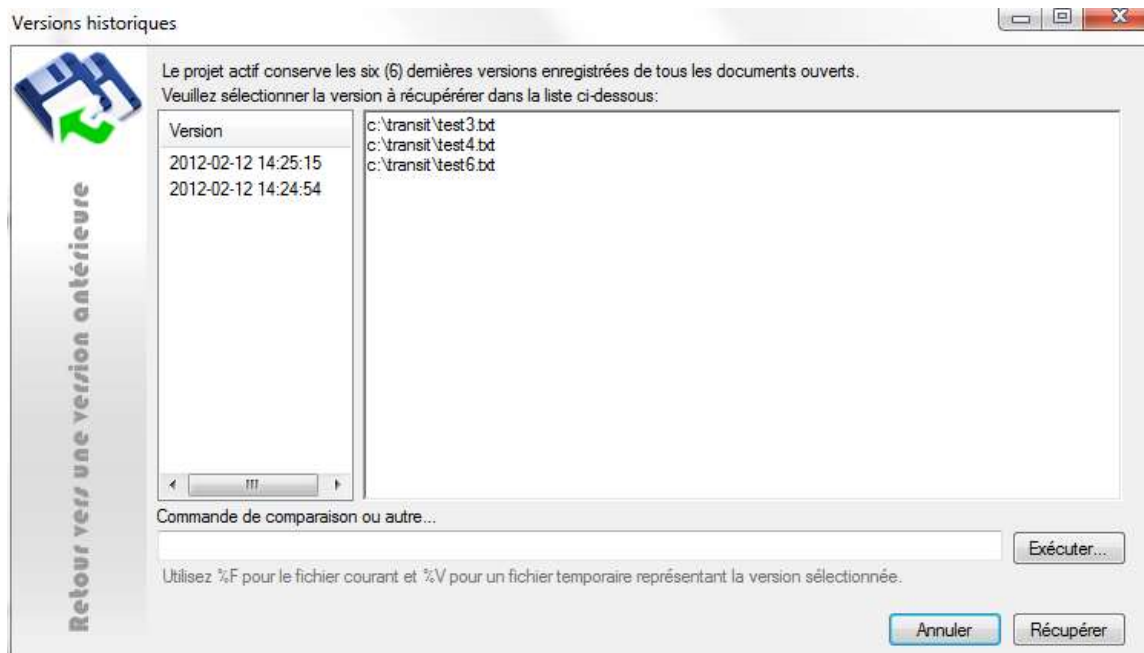 Versions historiques
Le projet actif conserve les six (6) dernières versions enregistrées de tous les documents ouverts.
Veuillez sélectionner la version à récupérérer dans la liste ci-dessous:
Version
2012-02-12 14:25:15
2012-02-12 14:24:54
c:\transit\test3.txt
c:\transit\test4.txt
c:\transit\test6.txt
Retour vers une version antérieure
Commande de comparaison ou autre...
Exécuter...
Utilisez %F pour le fichier courant et %V pour un fichier temporaire représentant la version sélectionnée.
Annuler
Récupérer